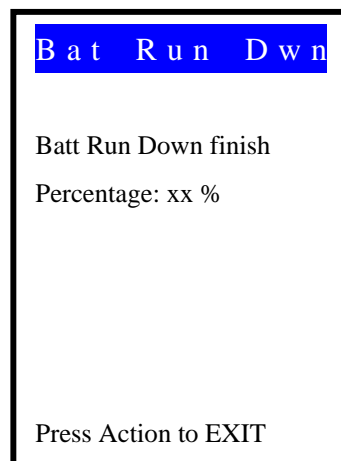 Bat Run Dwn
Batt Run Down finish
Percentage: xx %
Press Action to EXIT